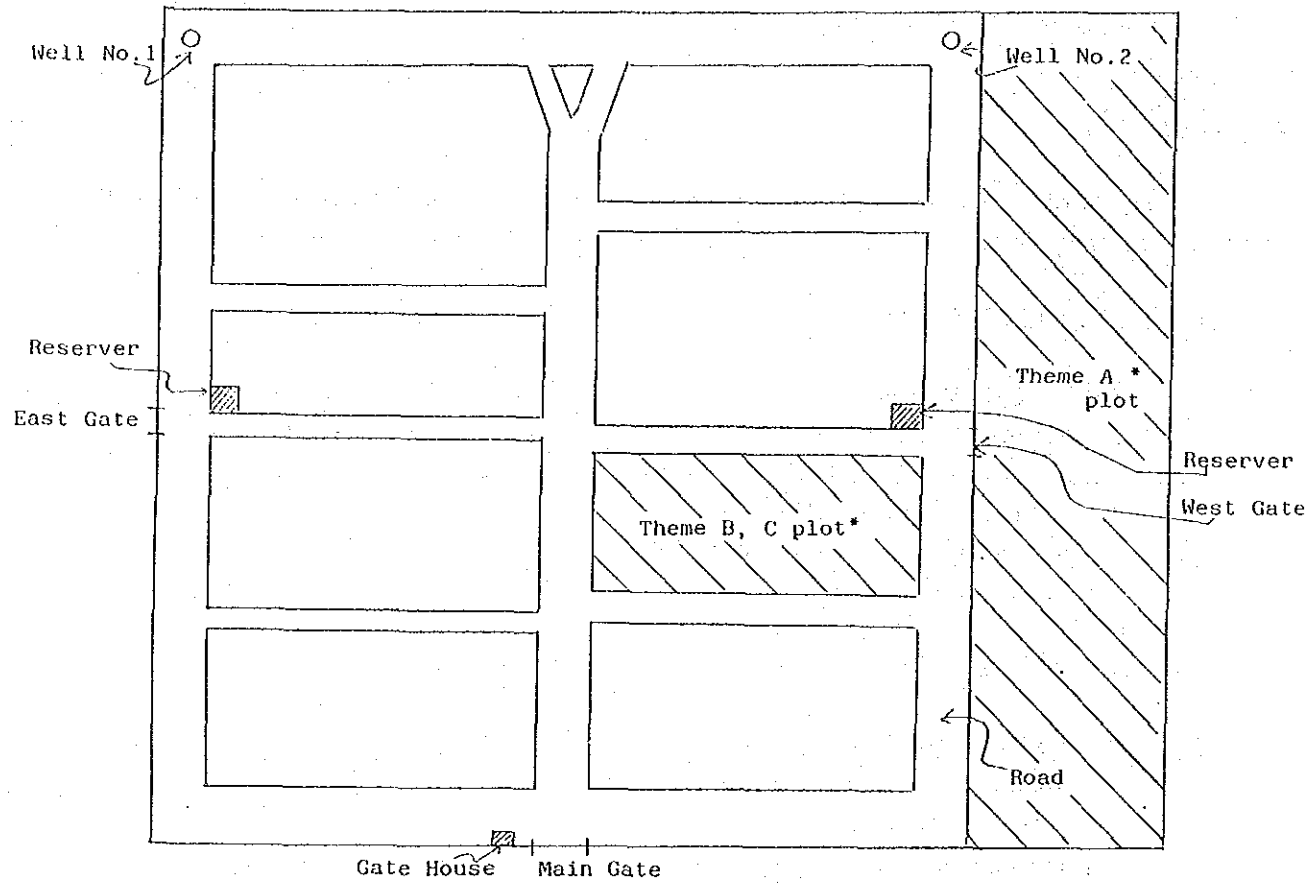 Well No.1
Well No.2
Reserver
East Gate
Theme A *
plot
Reserver
West Gate
Theme B, C plot*
Road
Gate House
Main Gate